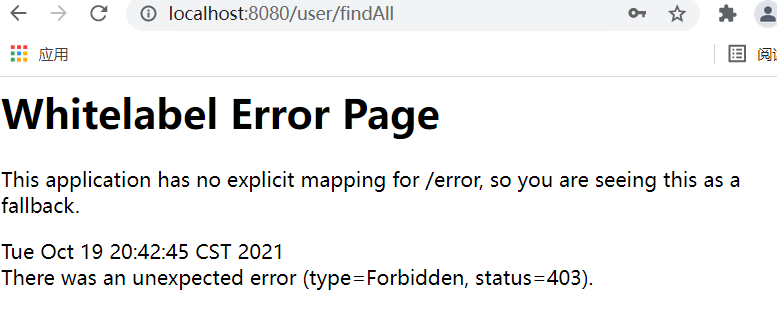 localhost:8080/user/findAll
应用
Whitelabel Error Page
This application has no explicit mapping for /error, so you are seeing this as a
fallback.
Tue Oct 19 20:42:45 CST 2021
There was an unexpected error (type=Forbidden, status=403).